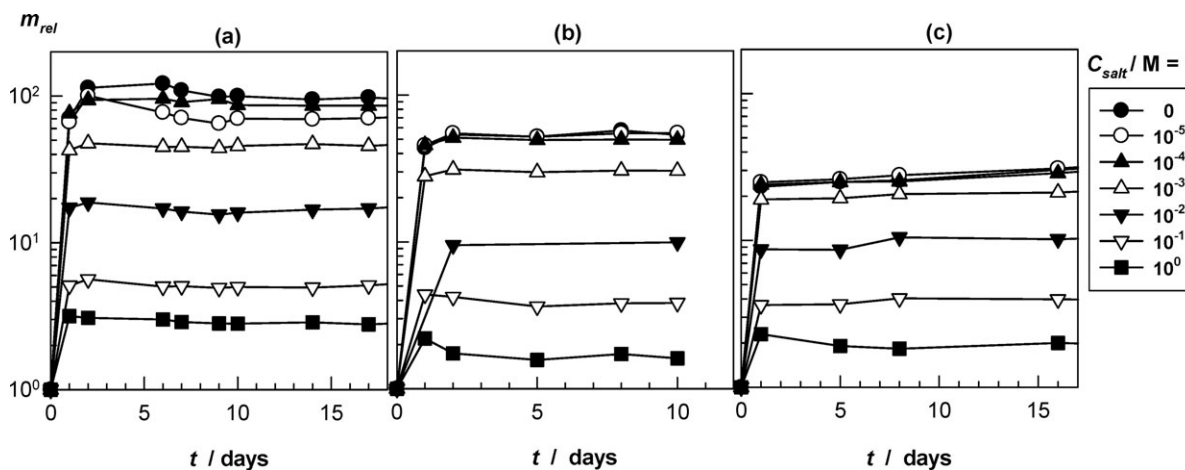 m_rel (a) (b) (c)
C_salt / M =
0
10^-5
10^-4
10^-3
10^-2
10^-1
10^0
10^2
10^1
10^0
0 5 10 15 0 5 10 0 5 10 15
t / days t / days t / days